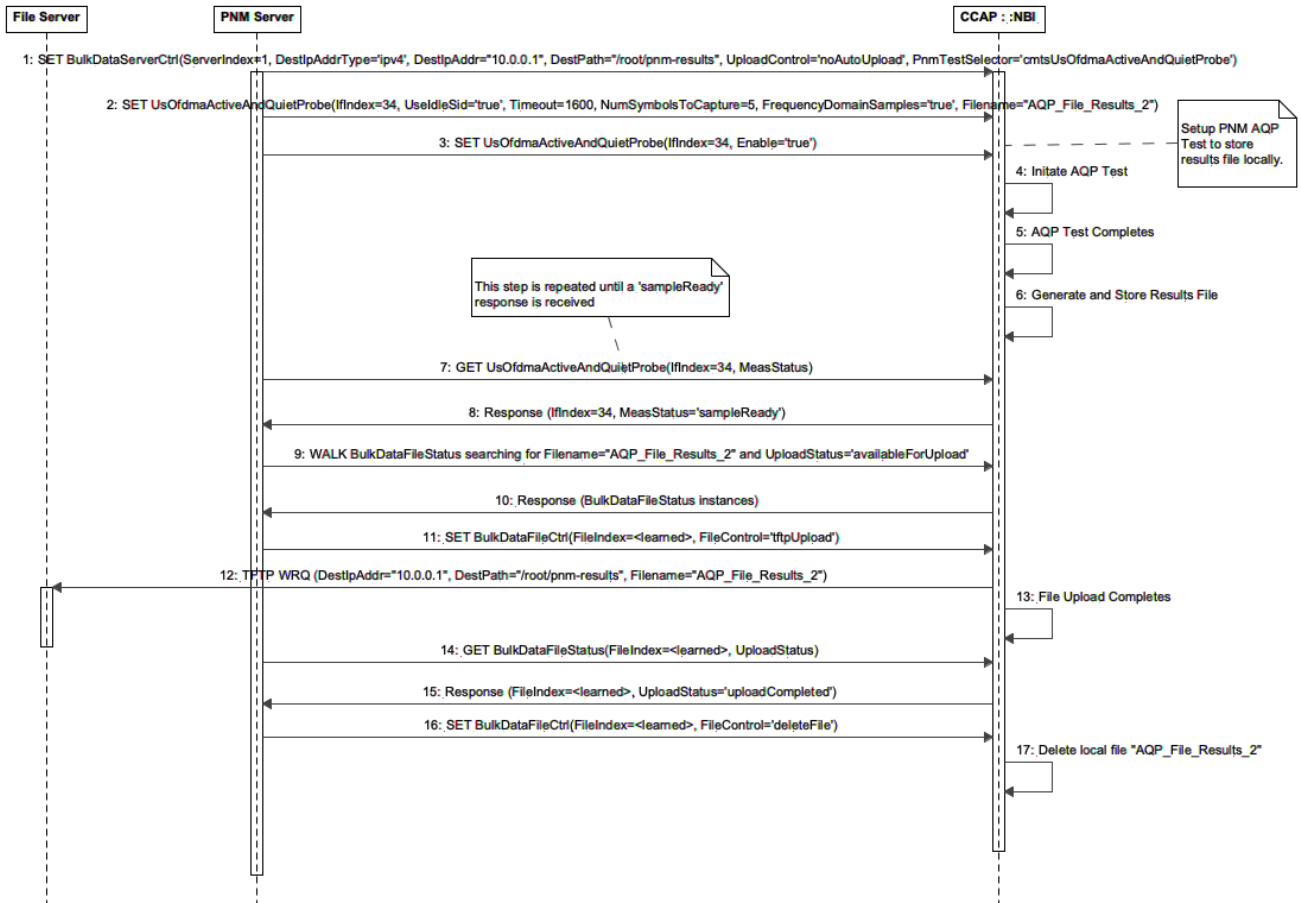 File Server
PNM Server
CCAP : :NBI
1: SET BulkDataServerCtrl(ServerIndex=1, DestIpAddrType='ipv4', DestIpAddr="10.0.0.1", DestPath="/root/pnm-results", UploadControl='noAutoUpload', PnmTestSelector='cmtsUsOfdmaActiveAndQuietProbe')
2: SET UsOfdmaActiveAndQuietProbe(IfIndex=34, UseIdleSid='true', Timeout=1600, NumSymbolsToCapture=5, FrequencyDomainSamples='true', Filename="AQP_File_Results_2")
Setup PNM AQP
Test to store
results file locally.
3: SET UsOfdmaActiveAndQuietProbe(IfIndex=34, Enable='true')
4: Initate AQP Test
5: AQP Test Completes
This step is repeated until a 'sampleReady'
response is received
6: Generate and Store Results File
7: GET UsOfdmaActiveAndQuietProbe(IfIndex=34, MeasStatus)
8: Response (IfIndex=34, MeasStatus='sampleReady')
9: WALK BulkDataFileStatus searching for Filename="AQP_File_Results_2" and UploadStatus='availableForUpload'
10: Response (BulkDataFileStatus instances)
11: SET BulkDataFileCtrl(FileIndex=<learned>, FileControl='tftpUpload')
12: TFTP WRQ (DestIpAddr="10.0.0.1", DestPath="/root/pnm-results", Filename="AQP_File_Results_2")
13: File Upload Completes
14: GET BulkDataFileStatus(FileIndex=<learned>, UploadStatus)
15: Response (FileIndex=<learned>, UploadStatus='uploadCompleted')
16: SET BulkDataFileCtrl(FileIndex=<learned>, FileControl='deleteFile')
17: Delete local file "AQP_File_Results_2"